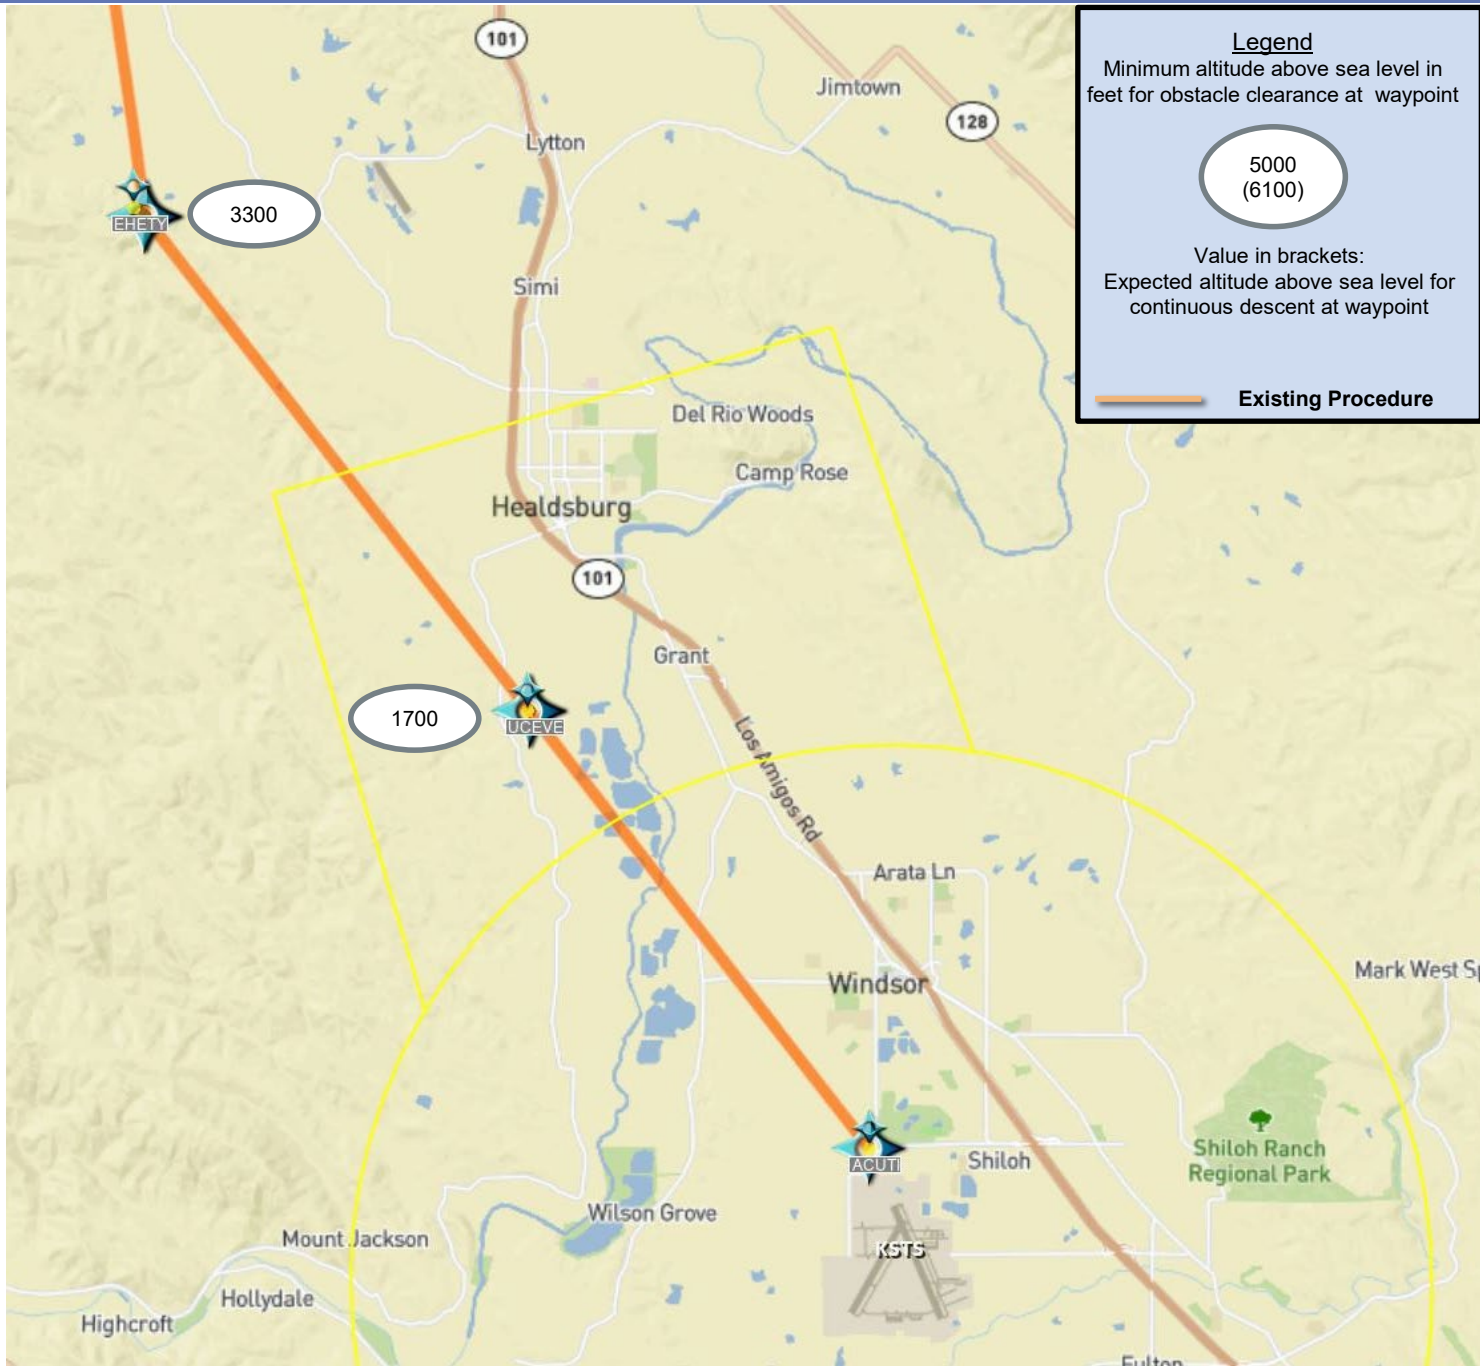 Legend
Minimum altitude above sea level in
feet for obstacle clearance at waypoint
5000
(6100)
Value in brackets:
Expected altitude above sea level for
continuous descent at waypoint
Existing Procedure
101
Jimtown
128
Lytton
EHETY
3300
Simi
Del Rio Woods
Camp Rose
Healdsburg
101
Grant
1700
UCEVE
Los Amigos Rd
Arata Ln
Windsor
Mark West Sp
ACUTI
Shiloh
Shiloh Ranch
Regional Park
Wilson Grove
Mount Jackson
KSTS
Hollydale
Highcroft
Fulton